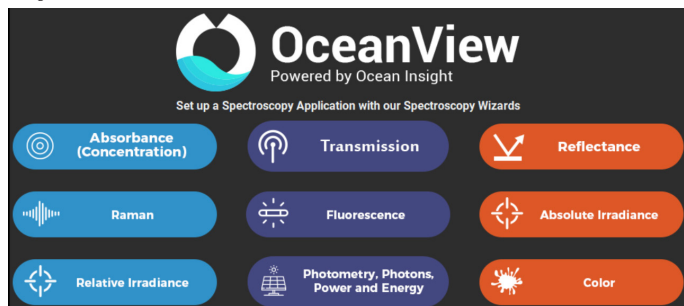 OceanView
Powered by Ocean Insight
Set up a Spectroscopy Application with our Spectroscopy Wizards
Absorbance
(Concentration)
Transmission
Reflectance
Raman
Fluorescence
Absolute Irradiance
Relative Irradiance
Photometry, Photons,
Power and Energy
Color